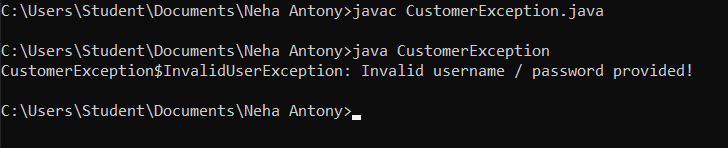 C:\Users\Student\Documents\Neha Antony>javac CustomerException.java
C:\Users\Student\Documents\Neha Antony>java CustomerException
CustomerException$InvalidUserException: Invalid username / password provided!
C:\Users\Student\Documents\Neha Antony>